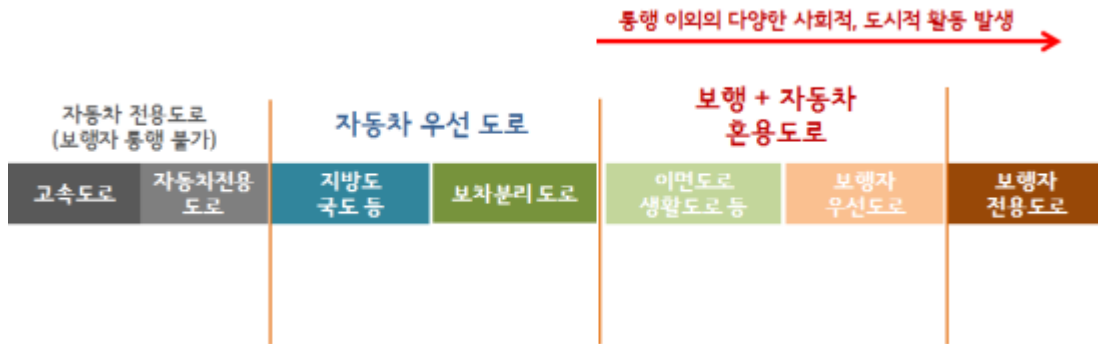 통행 이외의 다양한 사회적, 도시적 활동 발생
자동차 전용도로
(보행자 통행 불가)
자동차 우선 도로
보행 + 자동차
혼용도로
고속도로
자동차전용
도로
지방도
국도 등
보차분리 도로
이면도로
생활도로 등
보행자
우선도로
보행자
전용도로